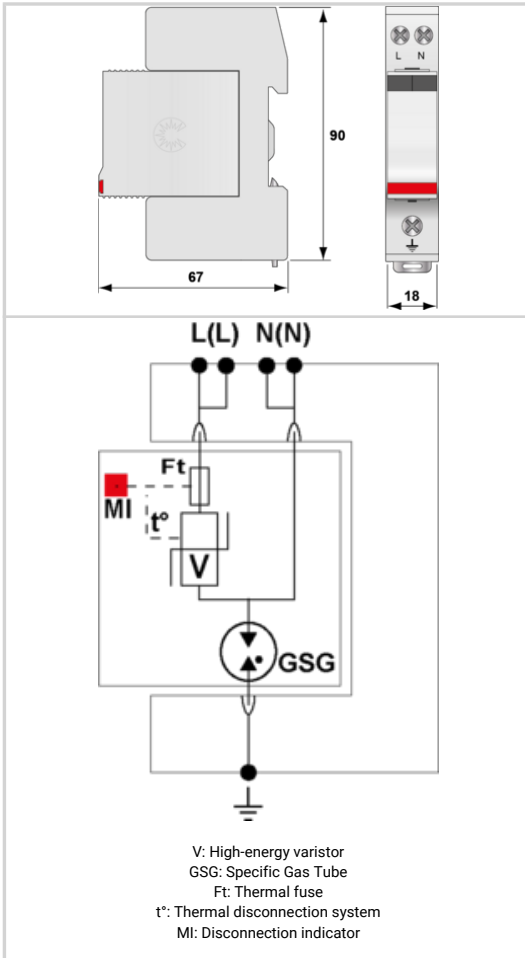 L N
90
67
18
L(L) N(N)
Ft
MI
t°
V
GSG
V: High-energy varistor
GSG: Specific Gas Tube
Ft: Thermal fuse
t°: Thermal disconnection system
MI: Disconnection indicator